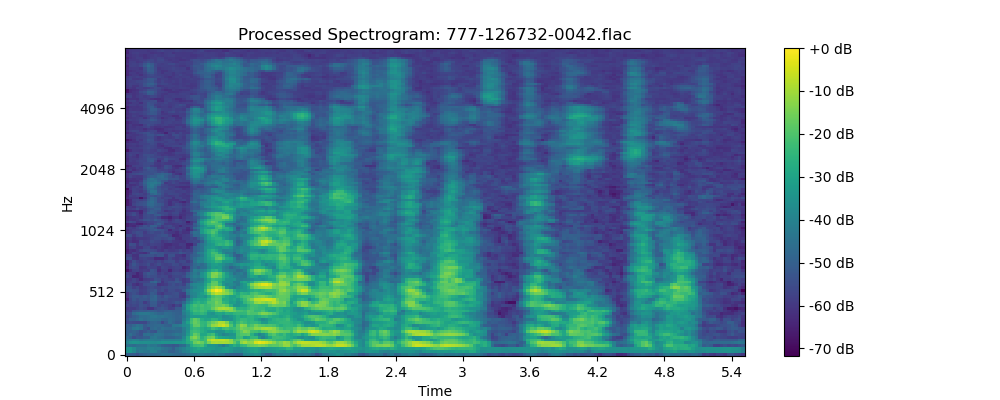 Processed Spectrogram: 777-126732-0042.flac
+0 dB
-10 dB
-20 dB
-30 dB
-40 dB
-50 dB
-60 dB
-70 dB
4096
2048
1024
512
0
Hz
0 0.6 1.2 1.8 2.4 3 3.6 4.2 4.8 5.4
Time